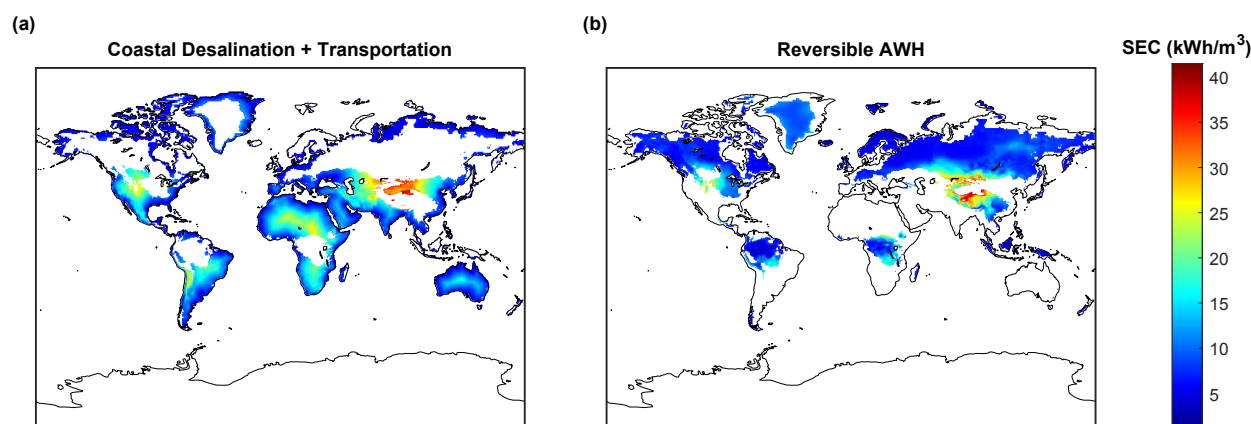 (a)
Coastal Desalination + Transportation
(b)
Reversible AWH
SEC (kWh/m³)
40
35
30
25
20
15
10
5